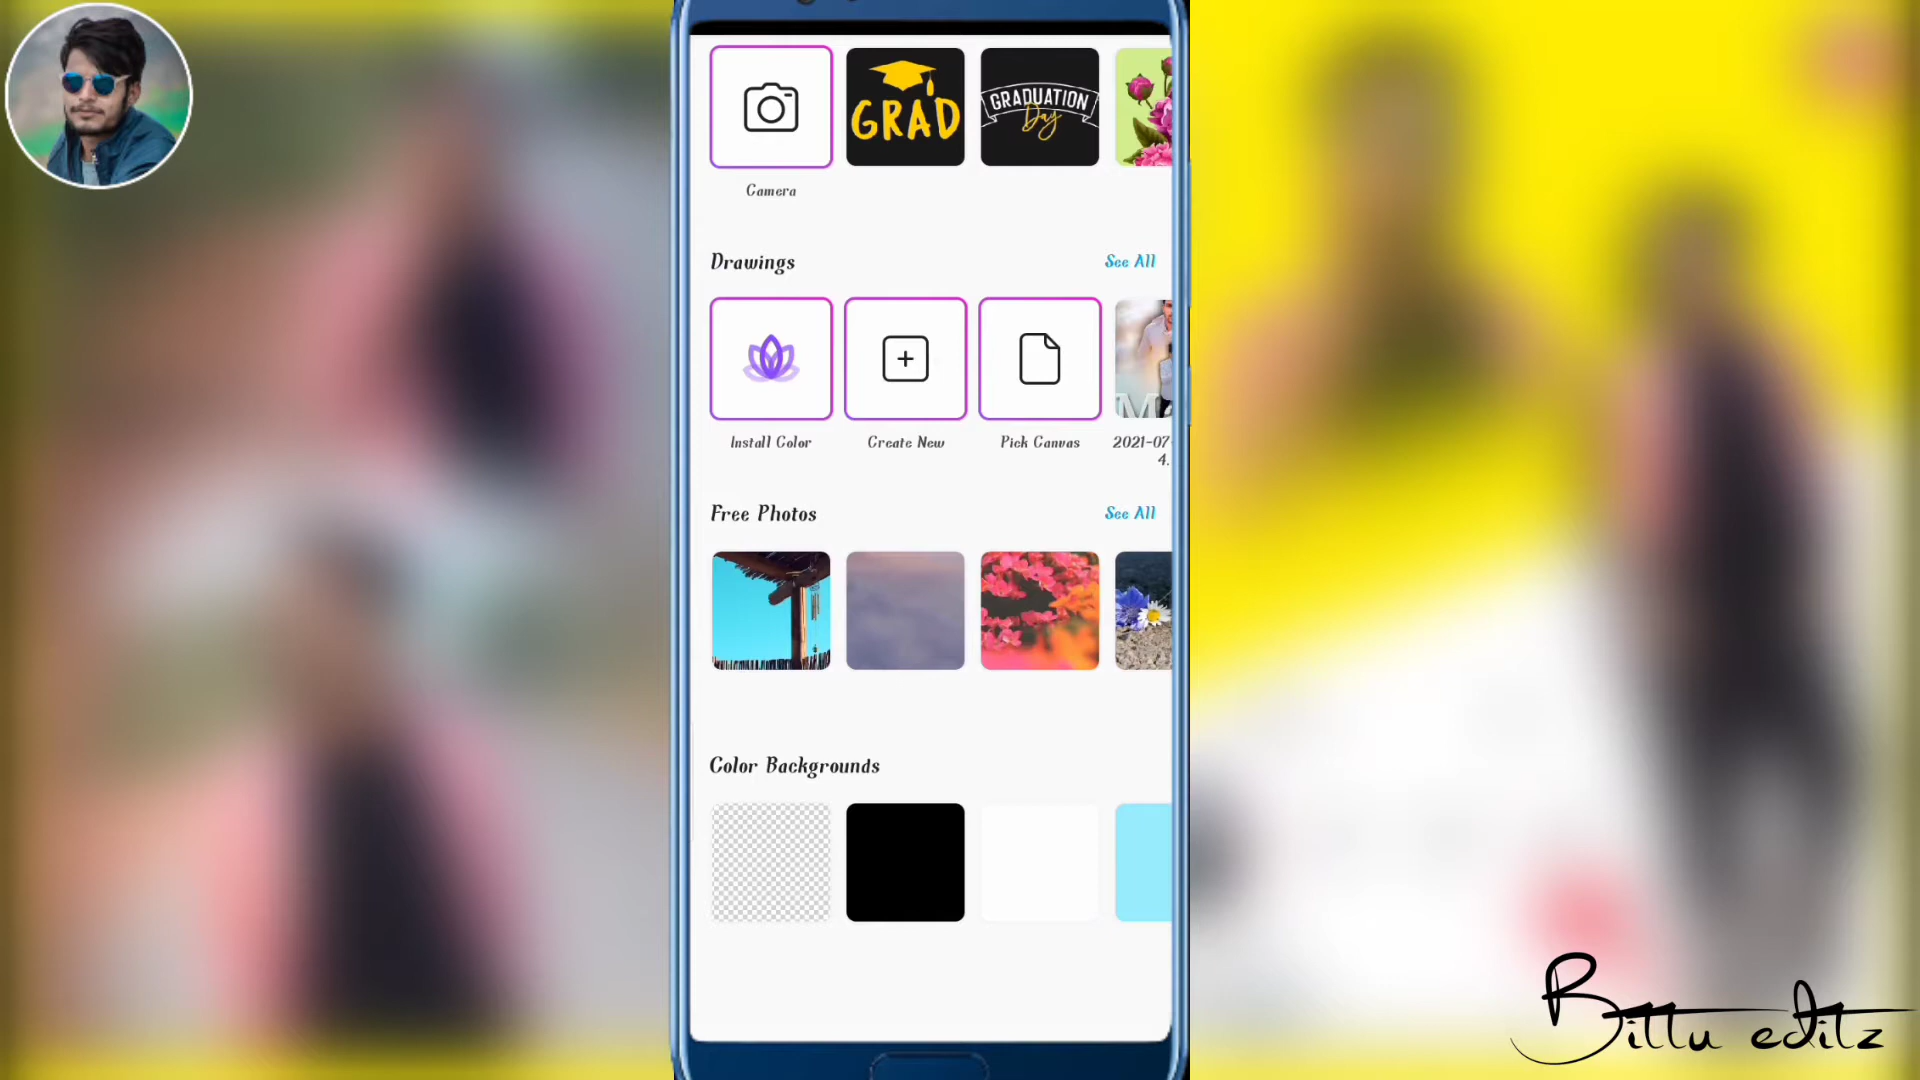 GRAD
GRADUATION
Day
Camera
Drawings
See All
Install Color
Create New
Pick Canvas
2021-07
4.
M
Free Photos
See All
Color Backgrounds
Bittu editz